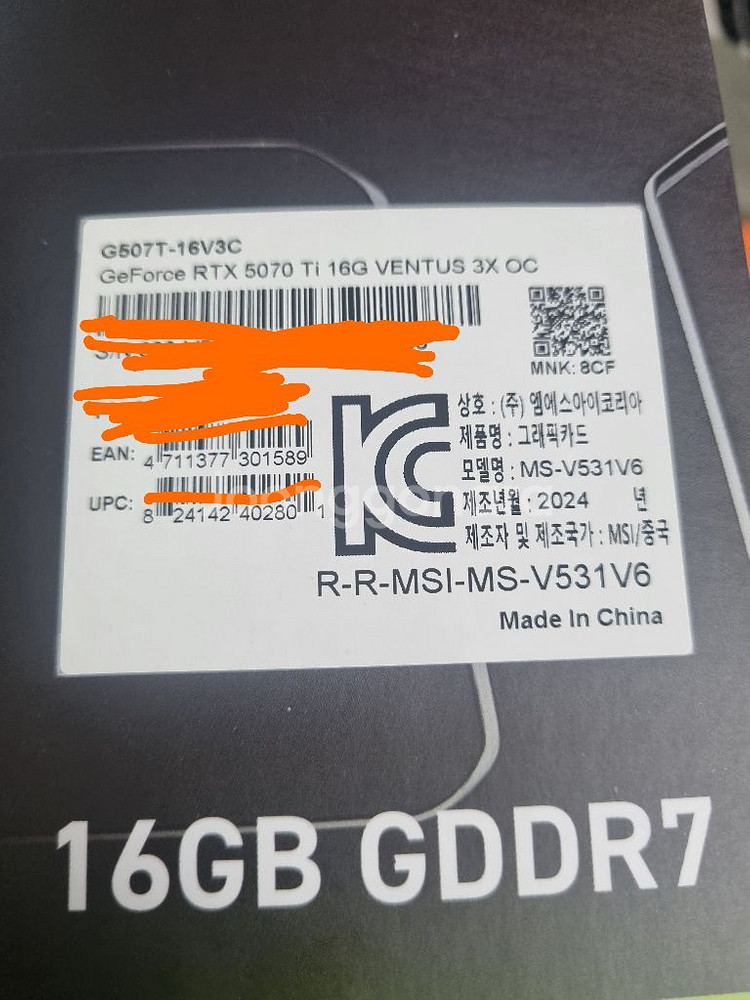 G507T-16V3C
GeForce RTX 5070 Ti 16G VENTUS 3X OC
MNK: 8CF
EAN: 4 711377 301589
UPC: 8 24142 40280 1
상호 : (주) 엠에스아이코리아
제품명 : 그래픽카드
모델명 : MS-V531V6
제조년월 : 2024 년
제조자 및 제조국가 : MSI/중국
R-R-MSI-MS-V531V6
Made In China
16GB GDDR7